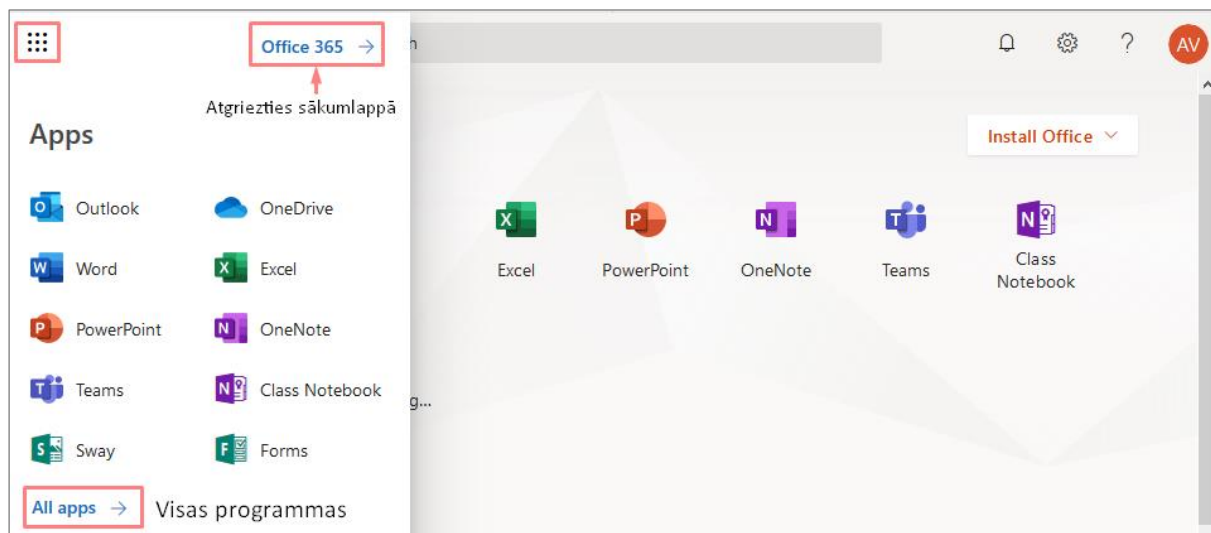 Office 365 →
h
AV
Atgriezties sākumlappā
Apps
Install Office
Outlook
OneDrive
Word
Excel
PowerPoint
OneNote
Teams
Class Notebook
Sway
Forms
Excel
PowerPoint
OneNote
Teams
Class
Notebook
g...
All apps →
Visas programmas